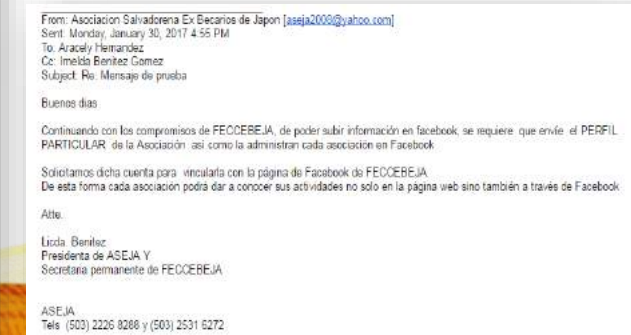 From: Asociacion Salvadorena Ex Becarios de Japon [aseja2006@yahoo.com]
Sent: Monday, January 30, 2017 4:55 PM
To: Aracely Hernandez
Cc: Imelda Benitez Gomez
Subject: Re: Mensaje de prueba
Buenos dias
Continuando con los compromisos de FECCEBEJA, de poder subir información en facebook, se requiere que envíe el PERFIL
PARTICULAR de la Asociación asi como la administran cada asociación en Facebook
Solicitamos dicha cuenta para vincularla con la página de Facebook de FECCEBEJA
De esta forma cada asociación podrá dar a conocer sus actividades no solo en la página web sino también a través de Facebook
Atte.
Licda. Benitez
Presidenta de ASEJA Y
Secretaria permanente de FECCEBEJA
ASEJA
Tels (503) 2226 8288 y (503) 2531 6272